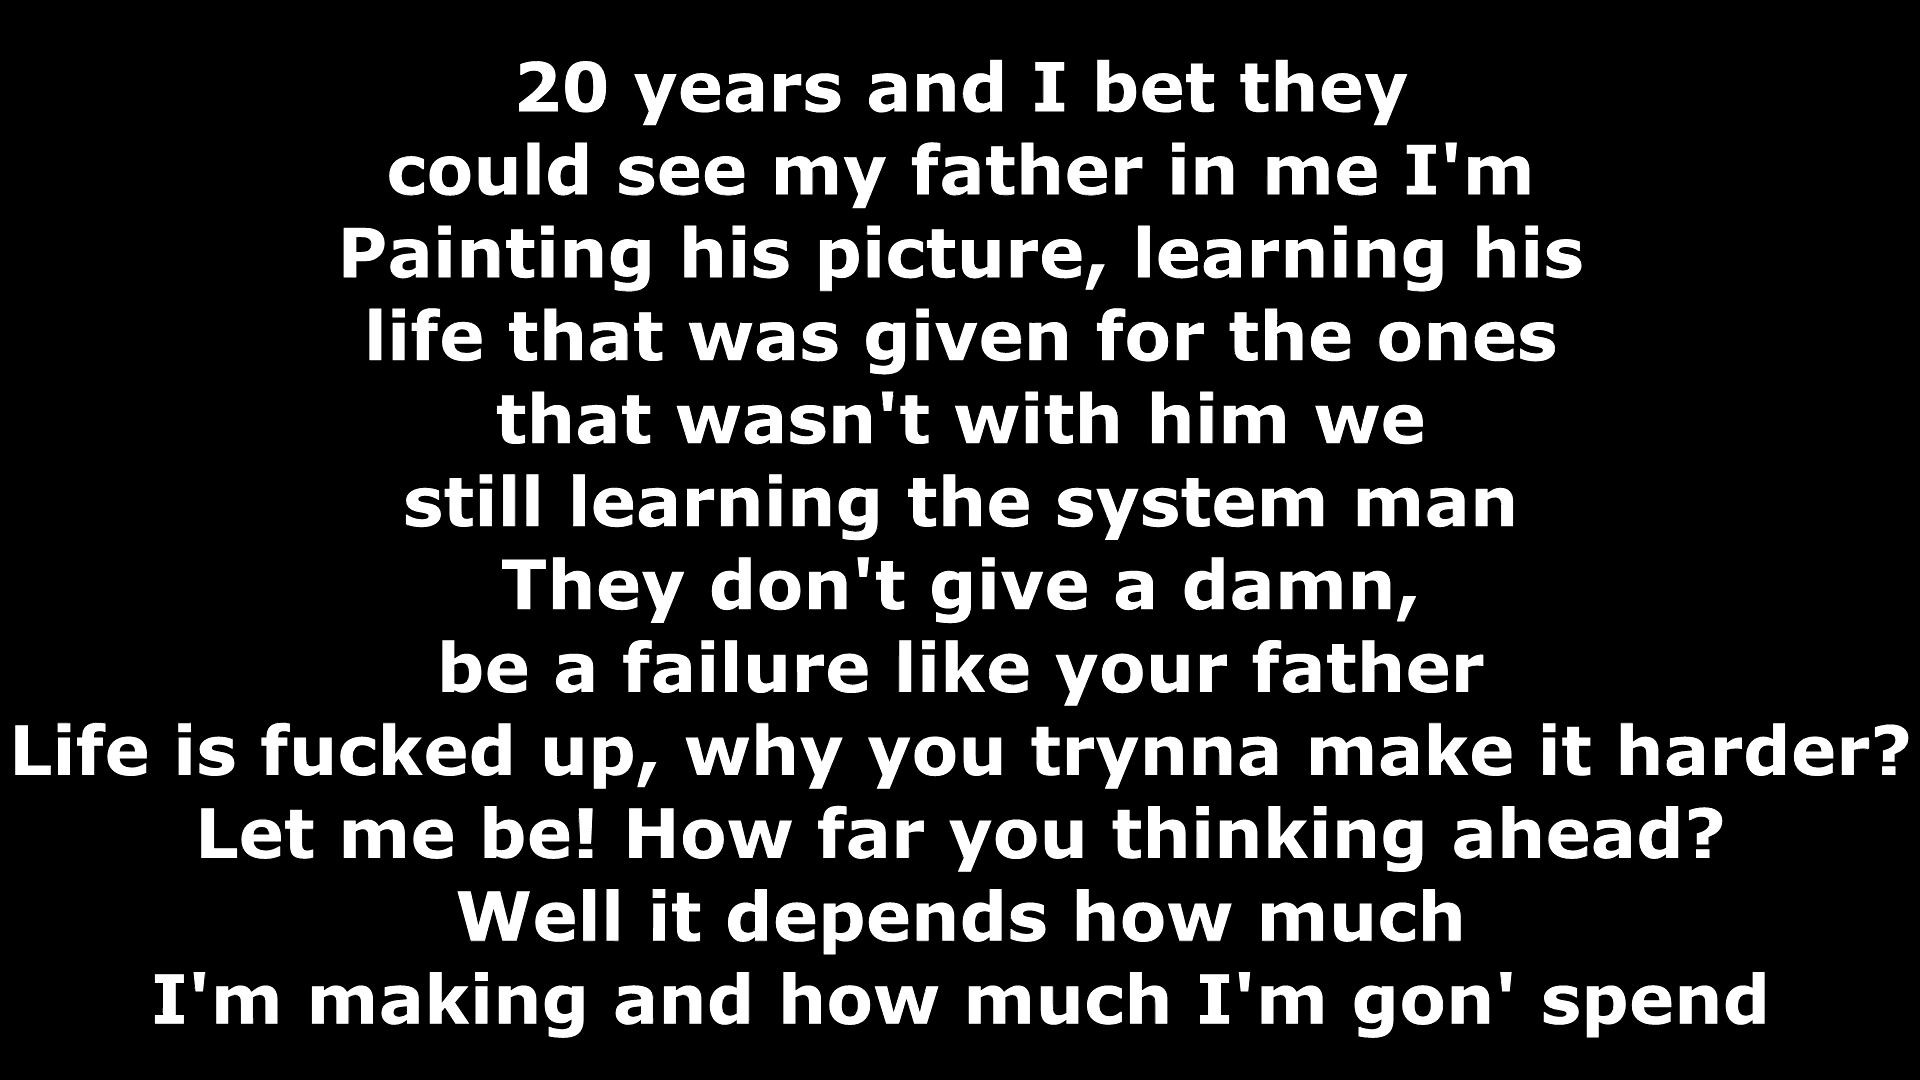 20 years and I bet they
could see my father in me I'm
Painting his picture, learning his
life that was given for the ones
that wasn't with him we
still learning the system man
They don't give a damn,
be a failure like your father
Life is fucked up, why you trynna make it harder?
Let me be! How far you thinking ahead?
Well it depends how much
I'm making and how much I'm gon' spend